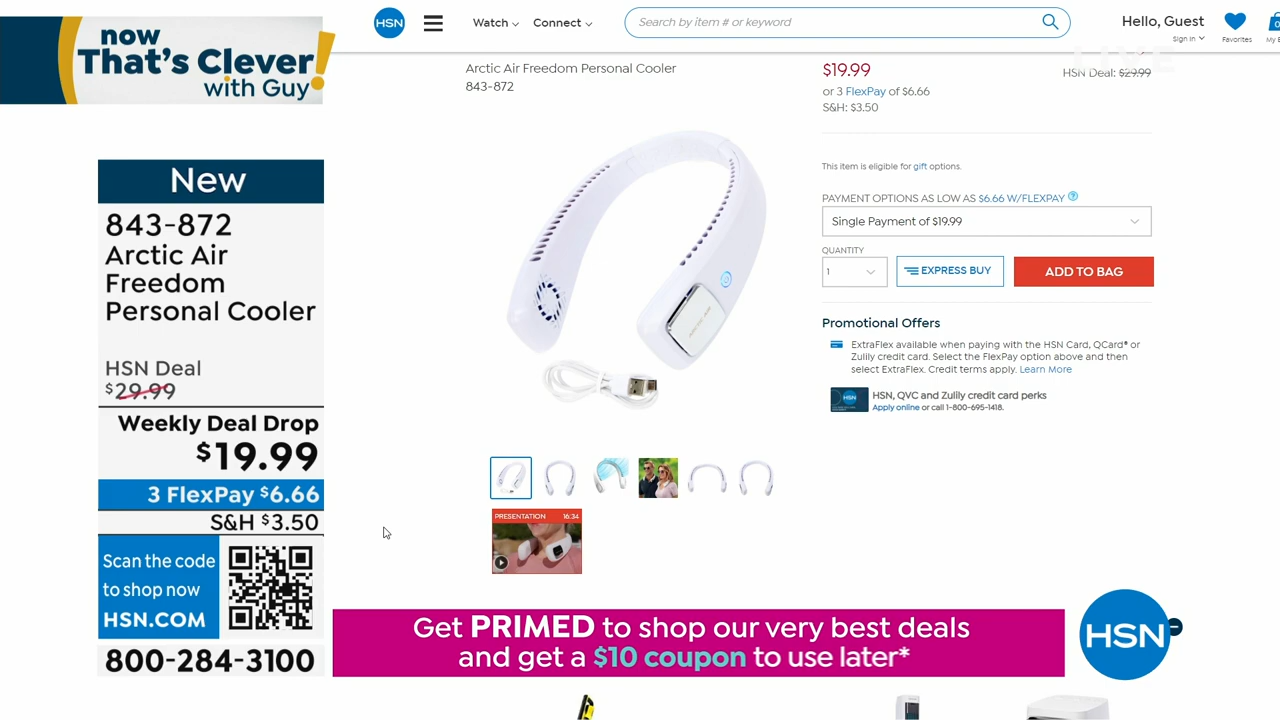 now
That's Clever!
with Guy
New
843-872
Arctic Air
Freedom
Personal Cooler
HSN Deal
$29.99
Weekly Deal Drop
$19.99
3 FlexPay $6.66
S&H $3.50
Scan the code
to shop now
HSN.COM
800-284-3100
HSN
Watch
Connect
Search by item # or keyword
Hello, Guest
Sign In
Favorites
LIVE
Arctic Air Freedom Personal Cooler
843-872
$19.99
HSN Deal: $29.99
or 3 FlexPay of $6.66
S&H: $3.50
This item is eligible for gift options.
PAYMENT OPTIONS AS LOW AS $6.66 W/FLEXPAY
Single Payment of $19.99
QUANTITY
1
EXPRESS BUY
ADD TO BAG
Promotional Offers
ExtraFlex available when paying with the HSN Card, QCard® or
Zulily credit card. Select the FlexPay option above and then
select ExtraFlex. Credit terms apply. Learn More
HSN
HSN, QVC and Zulily credit card perks
Apply online or call 1-800-695-1418.
ARCTIC AIR
PRESENTATION 16:34
Get PRIMED to shop our very best deals
and get a $10 coupon to use later*
HSN